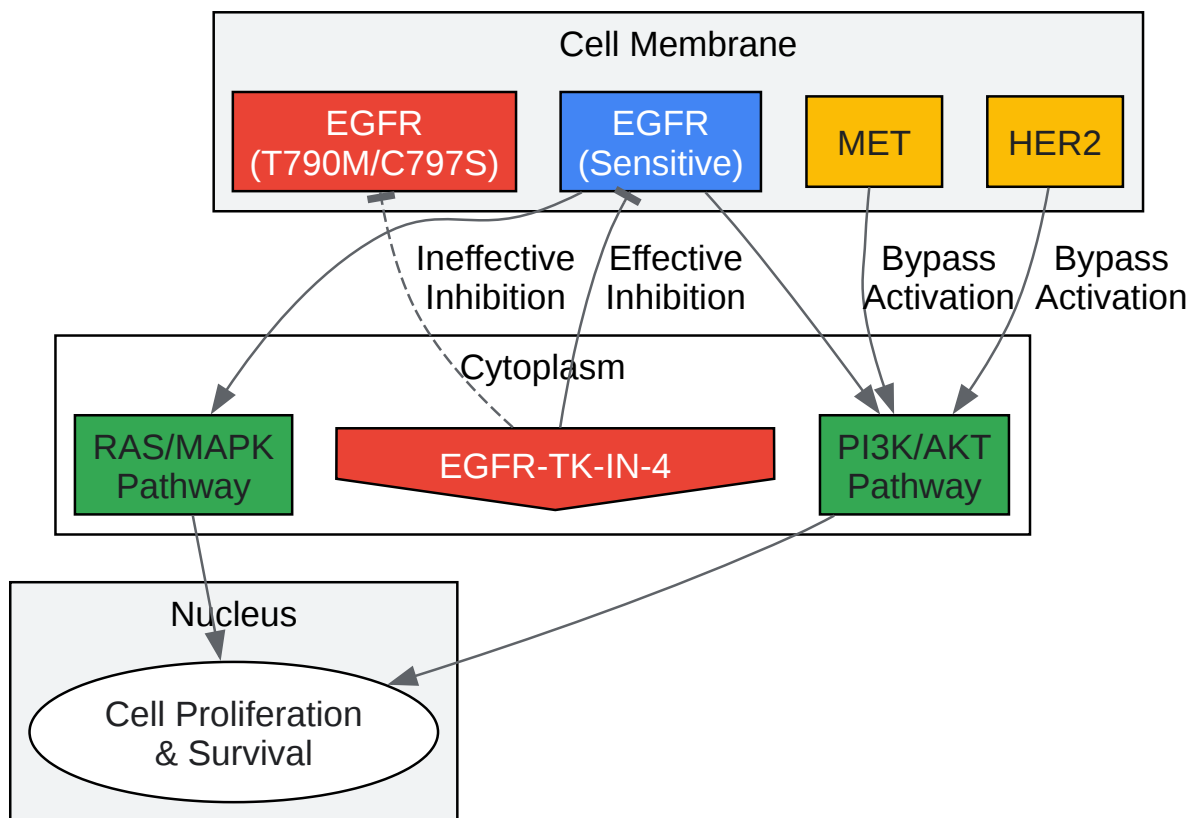 Cell Membrane
EGFR
(T790M/C797S)
EGFR
(Sensitive)
MET
HER2
Ineffective
Inhibition
Effective
Inhibition
Bypass
Activation
Bypass
Activation
Cytoplasm
RAS/MAPK
Pathway
EGFR-TK-IN-4
PI3K/AKT
Pathway
Nucleus
Cell Proliferation
& Survival